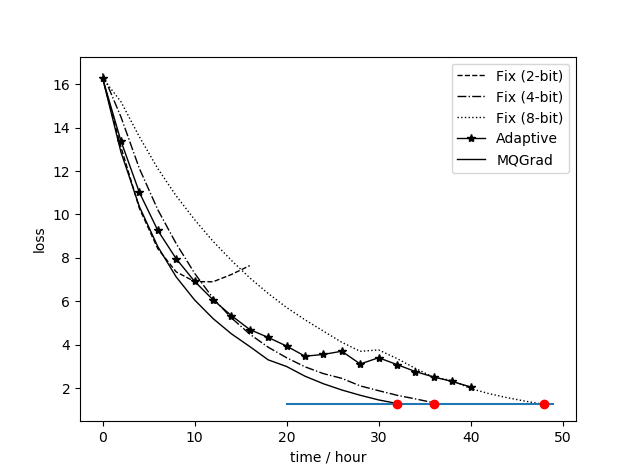 Fix (2-bit)
Fix (4-bit)
Fix (8-bit)
Adaptive
MQGrad
loss
16
14
12
10
8
6
4
2
0 10 20 30 40 50
time / hour